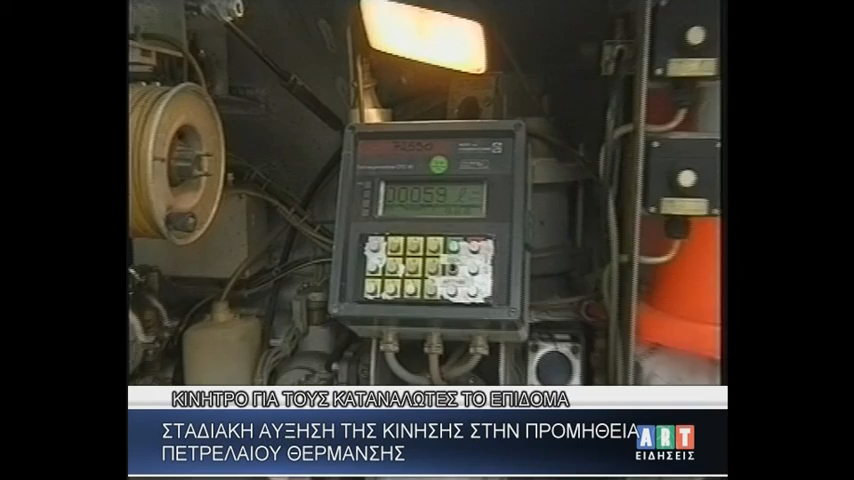 00059 ℓ
ΚΙΝΗΤΡΟ ΓΙΑ ΤΟΥΣ ΚΑΤΑΝΑΛΩΤΕΣ ΤΟ ΕΠΙΔΟΜΑ
ΣΤΑΔΙΑΚΗ ΑΥΞΗΣΗ ΤΗΣ ΚΙΝΗΣΗΣ ΣΤΗΝ ΠΡΟΜΗΘΕΙΑ
ΠΕΤΡΕΛΑΙΟΥ ΘΕΡΜΑΝΣΗΣ
ART
ΕΙΔΗΣΕΙΣ